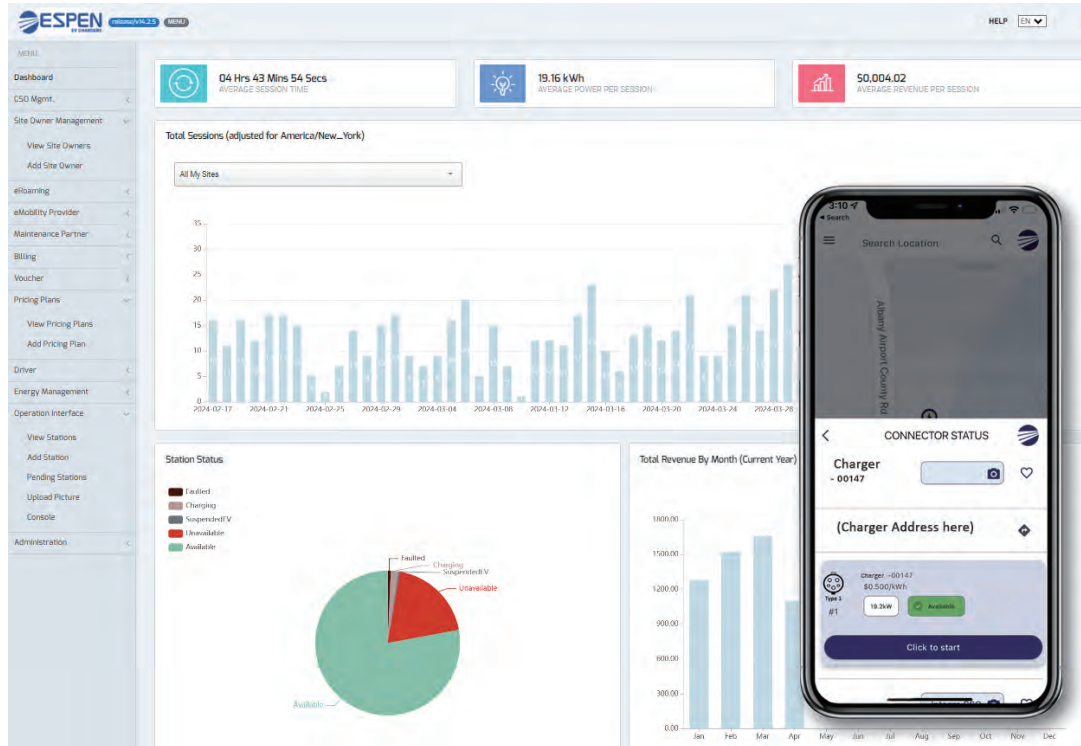 ESPEN
EV CHARGERS
release/v14.2.5
MENU
HELP
EN
MENU
Dashboard
CSO Mgmt.
Site Owner Management
View Site Owners
Add Site Owner
eRoaming
eMobility Provider
Maintenance Partner
Billing
Voucher
Pricing Plans
View Pricing Plans
Add Pricing Plan
Driver
Energy Management
Operation Interface
View Stations
Add Station
Pending Stations
Upload Picture
Console
Administration
04 Hrs 43 Mins 54 Secs
AVERAGE SESSION TIME
19.16 kWh
AVERAGE POWER PER SESSION
50,004.02
AVERAGE REVENUE PER SESSION
Total Sessions (adjusted for America/New_York)
All My Sites
35
30
25
20
15
10
5
0
2024-02-17 2024-02-21 2024-02-25 2024-02-29 2024-03-04 2024-03-08 2024-03-12 2024-03-16 2024-03-20 2024-03-24 2024-03-28
Station Status
Faulted
Charging
SuspendedEV
Unavailable
Available
Faulted
Charging
SuspendedEV
Unavailable
Available
Total Revenue By Month (Current Year)
1800.00
1500.00
1200.00
900.00
600.00
300.00
0.00
Jan Feb Mar Apr May Jun Jul Aug Sep Oct Nov Dec
3:10
Search
Search Location
Albany Airport County Rd
CONNECTOR STATUS
Charger
- 00147
(Charger Address here)
Charger -00147
$0.500/kWh
Type 1
#1
19.2kW
Available
Click to start